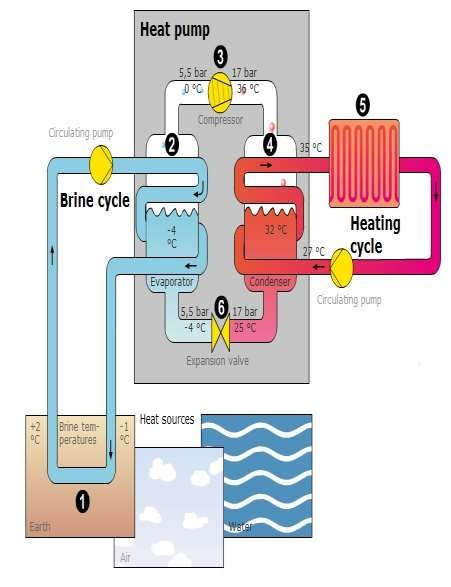 Heat pump
3
5,5 bar 17 bar
0 °C 36 °C
Compressor
5
Circulating pump
2
4
35 °C
Brine cycle
-4
°C
32 °C
Heating
cycle
27 °C
Evaporator
Condenser
Circulating pump
6
5,5 bar 17 bar
-4 °C 25 °C
Expansion valve
+2
°C
Brine tem-
peratures
-1
°C
Heat sources
1
Earth
Water
Air